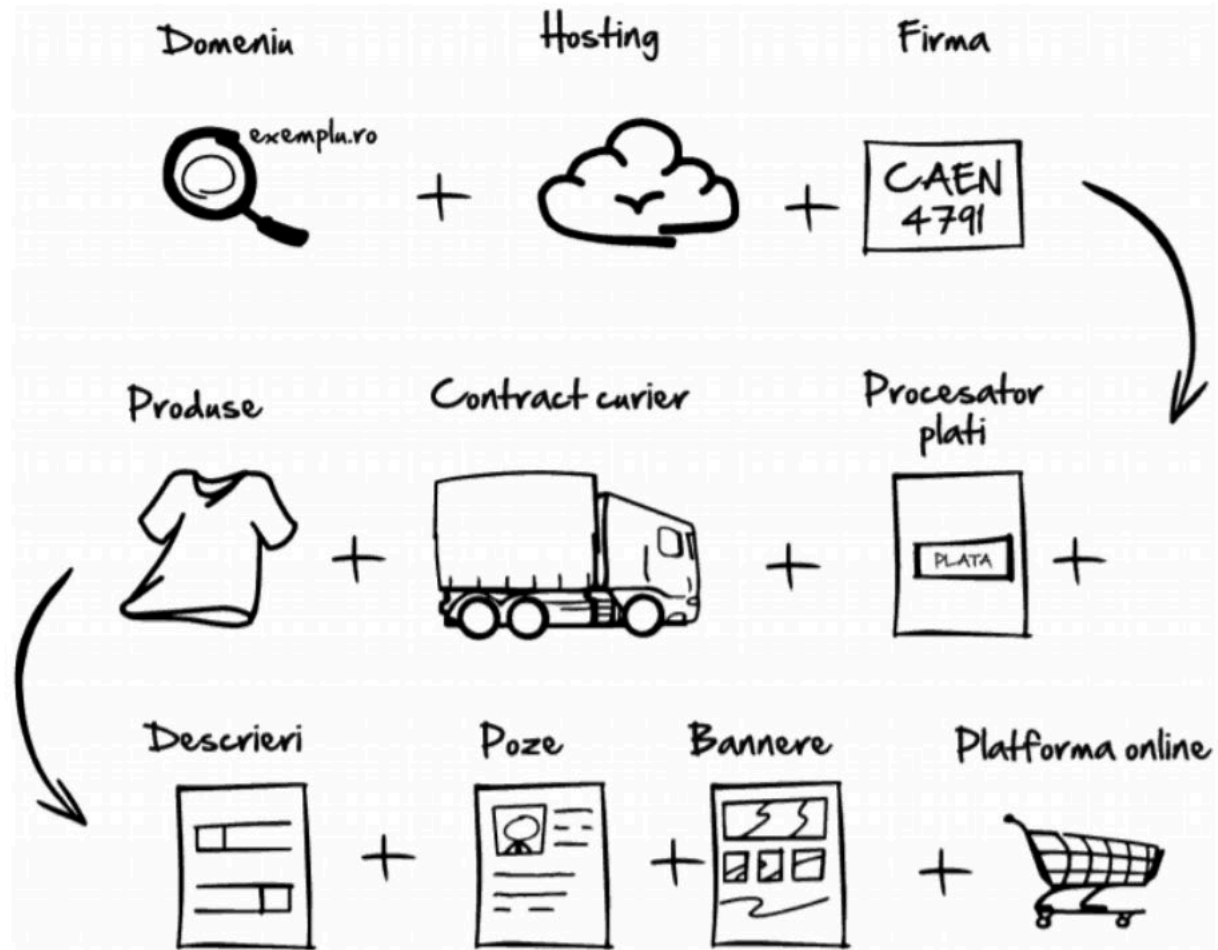 Domeniu
Hosting
Firma
exemplu.ro
CAEN
4791
Produse
Contract curier
Procesator
plati
PLATA
Descrieri
Poze
Bannere
Platforma online